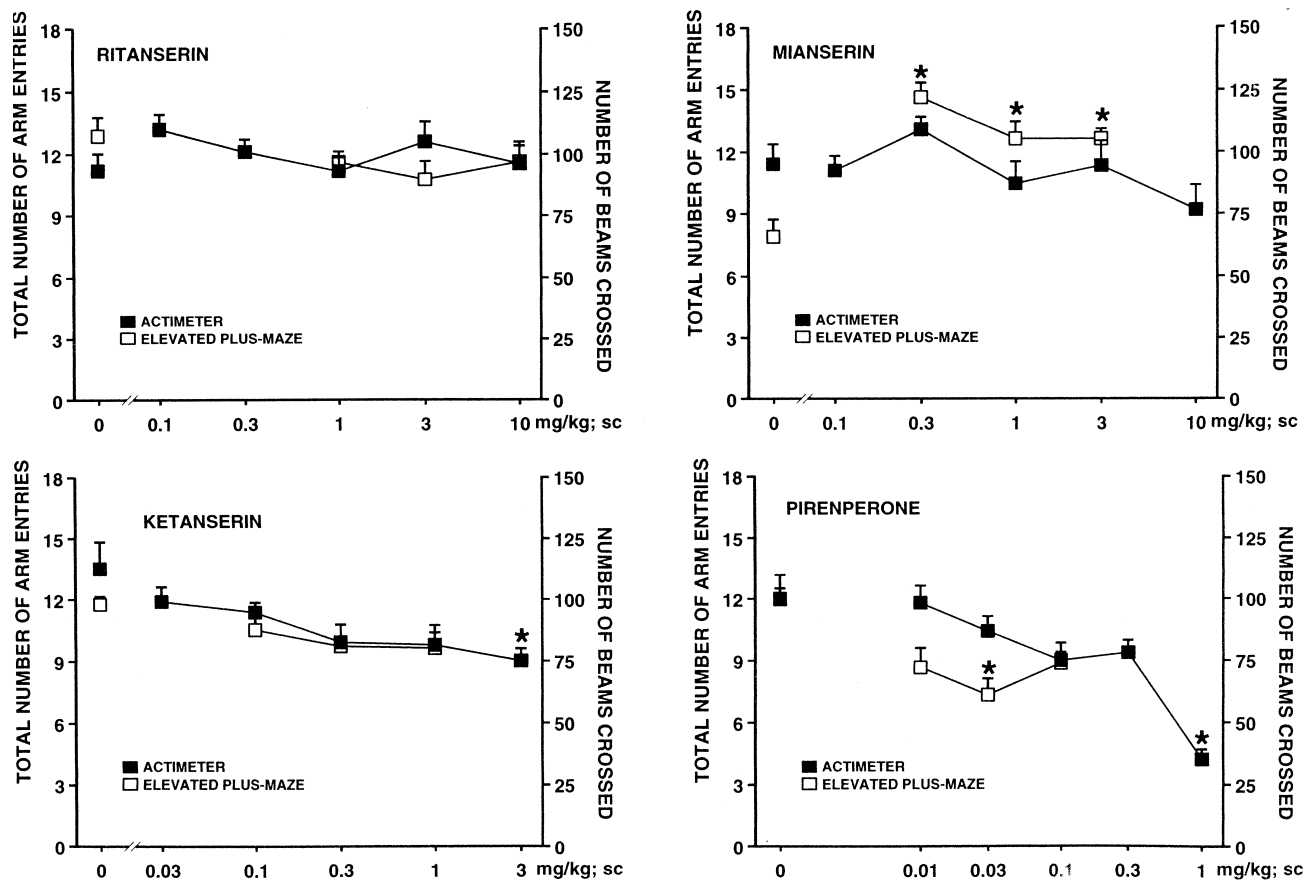 TOTAL NUMBER OF ARM ENTRIES
18
15
12
9
6
3
0
RITANSERIN
ACTIMETER
ELEVATED PLUS-MAZE
0 0.1 0.3 1 3 10 mg/kg; sc
150
125
100
75
50
25
0
NUMBER OF BEAMS CROSSED
TOTAL NUMBER OF ARM ENTRIES
18
15
12
9
6
3
0
MIANSERIN
* * *
ACTIMETER
ELEVATED PLUS-MAZE
0 0.1 0.3 1 3 10 mg/kg; sc
150
125
100
75
50
25
0
NUMBER OF BEAMS CROSSED
TOTAL NUMBER OF ARM ENTRIES
18
15
12
9
6
3
0
KETANSERIN
*
ACTIMETER
ELEVATED PLUS-MAZE
0 0.03 0.1 0.3 1 3 mg/kg; sc
150
125
100
75
50
25
0
NUMBER OF BEAMS CROSSED
TOTAL NUMBER OF ARM ENTRIES
18
15
12
9
6
3
0
PIRENPERONE
* *
ACTIMETER
ELEVATED PLUS-MAZE
0 0.01 0.03 0.1 0.3 1 mg/kg; sc
150
125
100
75
50
25
0
NUMBER OF BEAMS CROSSED